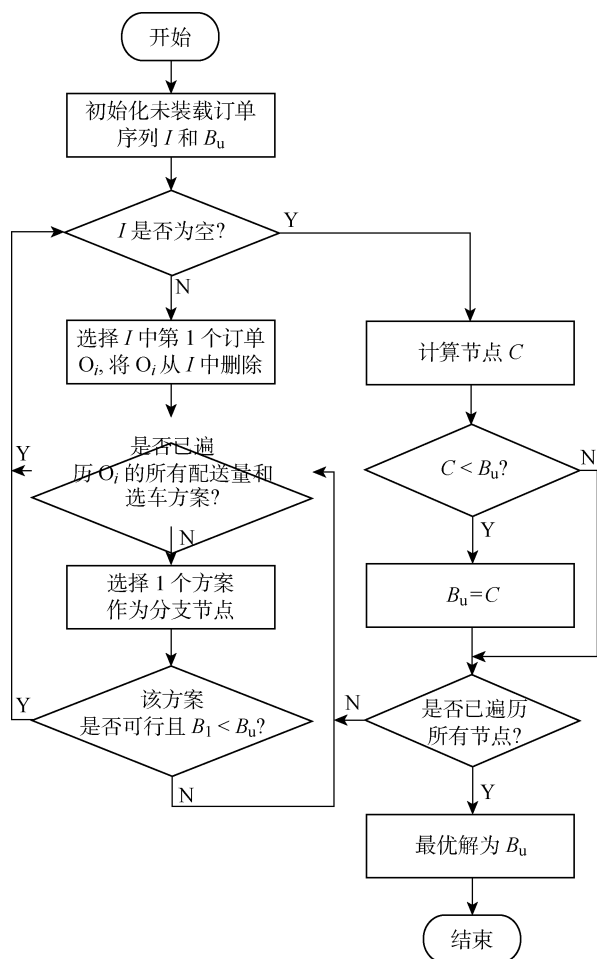 开始
初始化未装载订单
序列 I 和 Bu
I 是否为空?
Y
N
选择 I 中第 1 个订单
Oi, 将 Oi 从 I 中删除
是否已遍
历 Oi 的所有配送量和
选车方案?
Y
N
选择 1 个方案
作为分支节点
该方案
是否可行且 B1 < Bu?
Y
N
计算节点 C
C < Bu?
N
Y
Bu=C
是否已遍历
所有节点?
N
Y
最优解为 Bu
结束